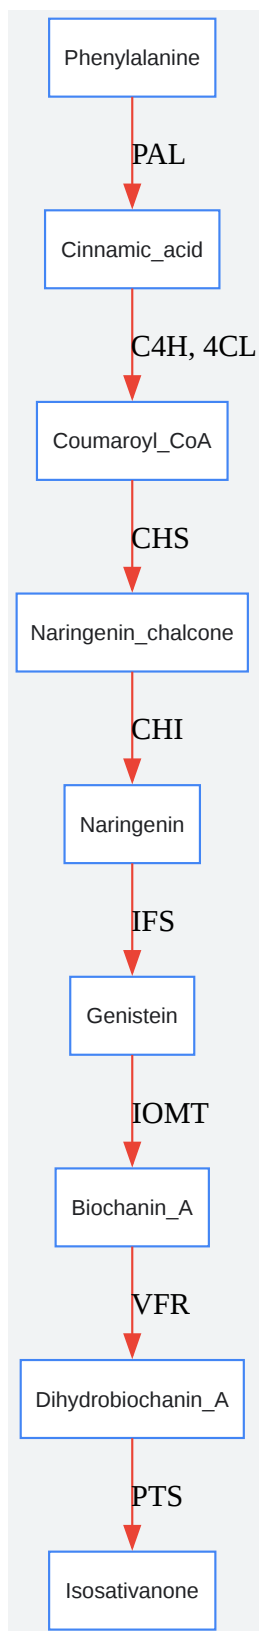 Phenylalanine
PAL
Cinnamic_acid
C4H, 4CL
Coumaroyl_CoA
CHS
Naringenin_chalcone
CHI
Naringenin
IFS
Genistein
IOMT
Biochanin_A
VFR
Dihydrobiochanin_A
PTS
Isosativanone